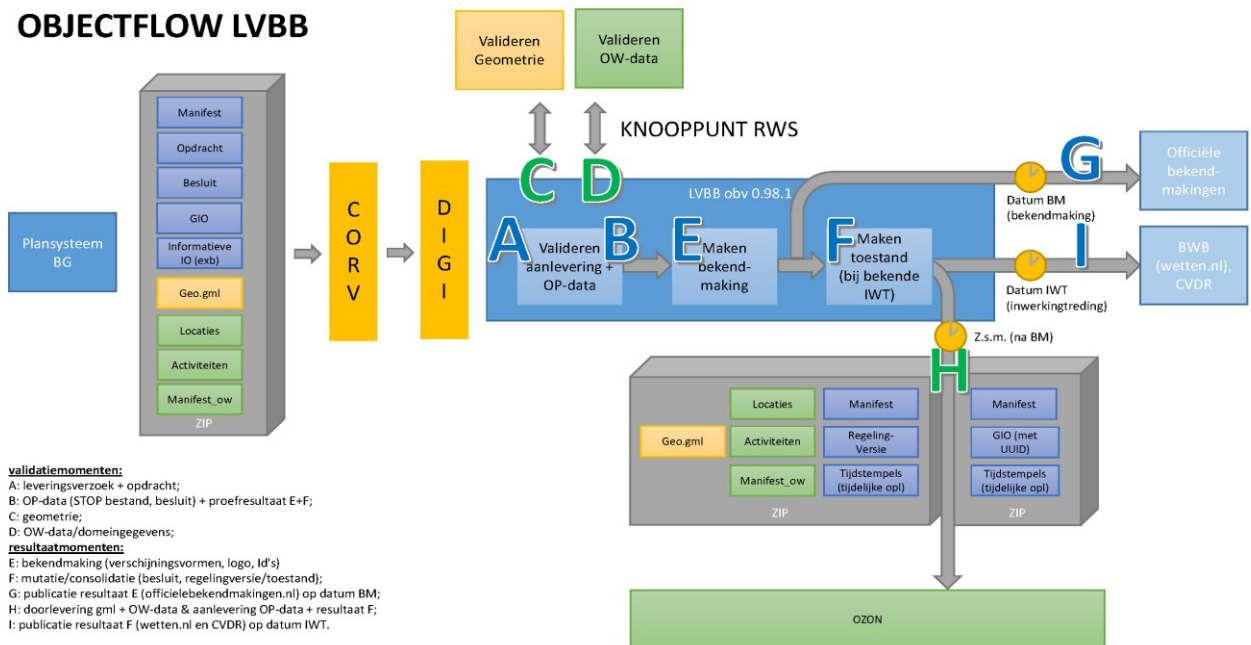 OBJECTFLOW LVBB
Valideren
Geometrie
Valideren
OW-data
KNOOPPUNT RWS
Manifest
Opdracht
Besluit
GIO
Informatieve
IO (exb)
Geo.gml
Locaties
Activiteiten
Manifest_ow
ZIP
Plansysteem
BG
C
O
R
V
D
I
G
I
C
D
LVBB obv 0.98.1
A
Valideren
aanlevering +
OP-data
B
E
Maken
bekend-
making
F
Maken
toestand
(bij bekende
IWT)
G
Datum BM
(bekendmaking)
Officiële
bekend-
makingen
I
Datum IWT
(inwerkingtreding)
BWB
(wetten.nl),
CVDR
Z.s.m. (na BM)
H
Locaties
Manifest
Geo.gml
Activiteiten
Regeling-
Versie
Manifest_ow
Tijdstempels
(tijdelijke opl)
ZIP
Manifest
GIO (met
UUID)
Tijdstempels
(tijdelijke opl)
ZIP
OZON
validatiemomenten:
A: leveringsverzoek + opdracht;
B: OP-data (STOP bestand, besluit) + proefresultaat E+F;
C: geometrie;
D: OW-data/domeingegevens;
resultaatmomenten:
E: bekendmaking (verschijningsvormen, logo, Id's)
F: mutatie/consolidatie (besluit, regelingversie/toestand);
G: publicatie resultaat E (officielebekendmakingen.nl) op datum BM;
H: doorlevering gml + OW-data & aanlevering OP-data + resultaat F;
I: publicatie resultaat F (wetten.nl en CVDR) op datum IWT.